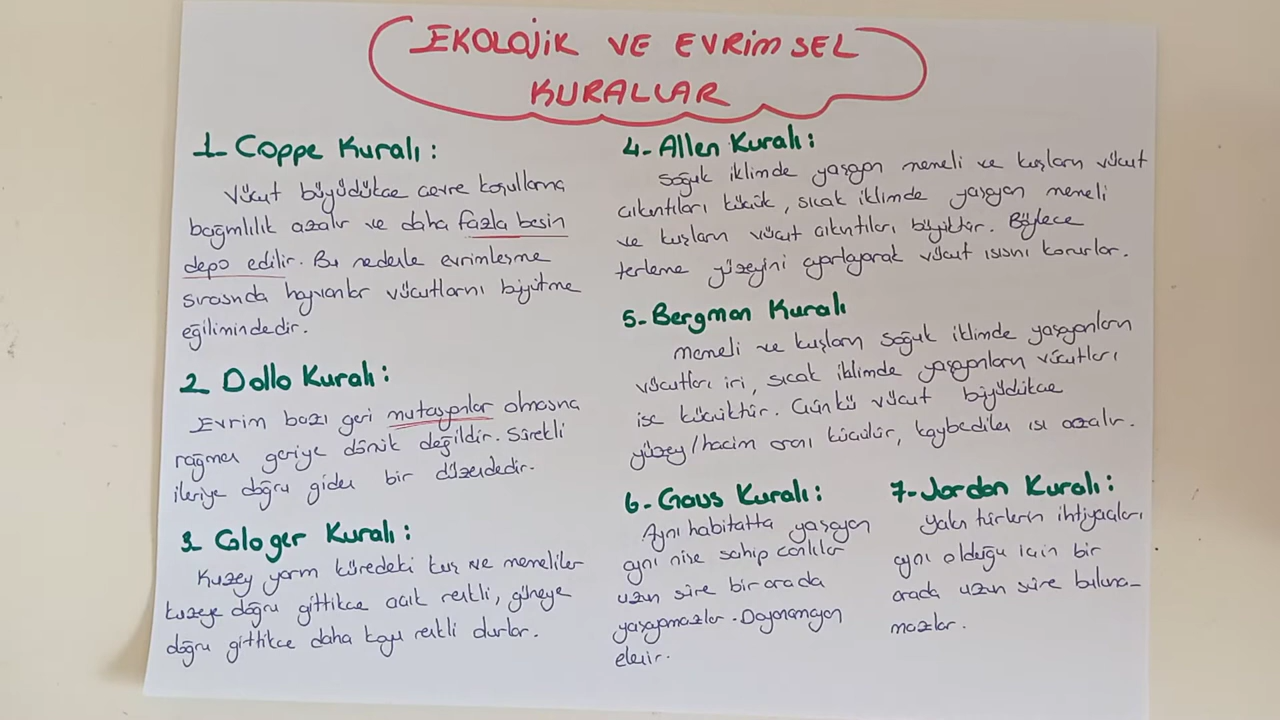 EKOLOJİK VE EVRİMSEL
KURALLAR
1- Coppe Kuralı:
Vücut büyüdükçe çevre koşullarına
bağımlılık azalır ve daha fazla besin
depo edilir. Bu nedenle evrimleşme
sırasında hayvanlar vücutlarını büyütme
eğilimindedir.
2- Dollo Kuralı:
Evrim bazı geri mutasyonlar olmasına
rağmen geriye dönük değildir. Sürekli
ileriye doğru giden bir düzendedir.
3- Gloger Kuralı:
Kuzey yarım küredeki kuş ve memeliler
kuzeye doğru gittikçe açık renkli, güneye
doğru gittikçe daha koyu renkli olurlar.
4- Allen Kuralı:
Soğuk iklimde yaşayan memeli ve kuşların vücut
çıkıntıları küçük, sıcak iklimde yaşayan memeli
ve kuşların vücut çıkıntıları büyüktür. Böylece
terleme yüzeyini ayarlayarak vücut ısısını korurlar.
5- Bergman Kuralı
Memeli ve kuşların soğuk iklimde yaşayanların
vücutları iri, sıcak iklimde yaşayanların vücutları
ise küçüktür. Çünkü vücut büyüdükçe
yüzey/hacim oranı küçülür, kaybedilen ısı azalır.
6- Gaus Kuralı:
Aynı habitatta yaşayan
aynı nişe sahip canlılar
uzun süre bir arada
yaşayamazlar. Dayanamayan
elenir.
7- Jordan Kuralı:
Yakın türlerin ihtiyaçları
aynı olduğu için bir
arada uzun süre buluna-
mazlar.